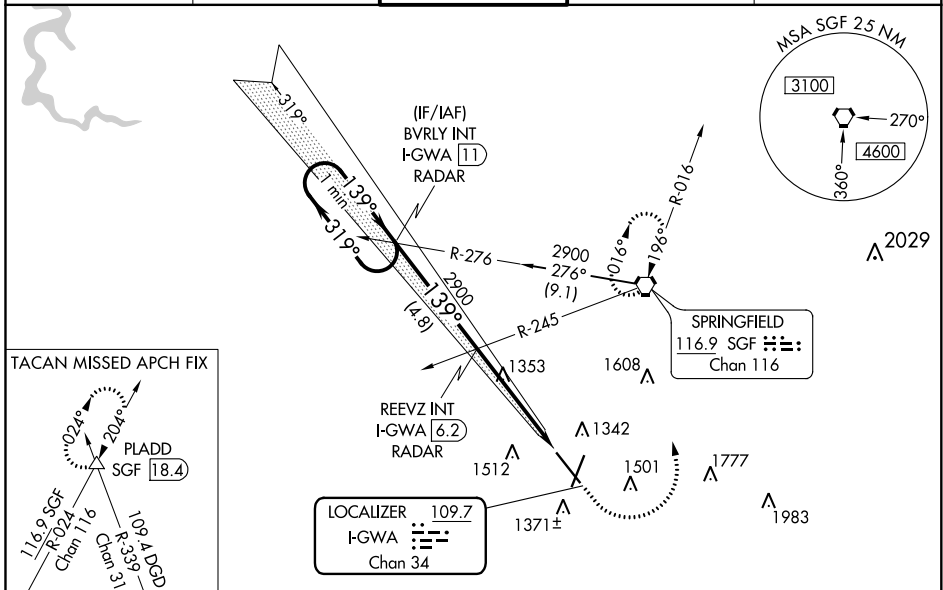 MSA SGF 25 NM
3100
270°
4600
360°
319°
(IF/IAF)
BVRLY INT
I-GWA 11
RADAR
1 min
139°
319°
R-016
016°
196°
2029
R-276
2900
276°
(9.1)
2900
139°
(4.8)
R-245
SPRINGFIELD
116.9 SGF
Chan 116
1353
1608
REEVZ INT
I-GWA 6.2
RADAR
1342
1512
1501
1777
1371±
1983
LOCALIZER 109.7
I-GWA
Chan 34
TACAN MISSED APCH FIX
024°
204°
PLADD
SGF 18.4
116.9 SGF
R-024
Chan 116
109.4 DGD
R-339
Chan 31